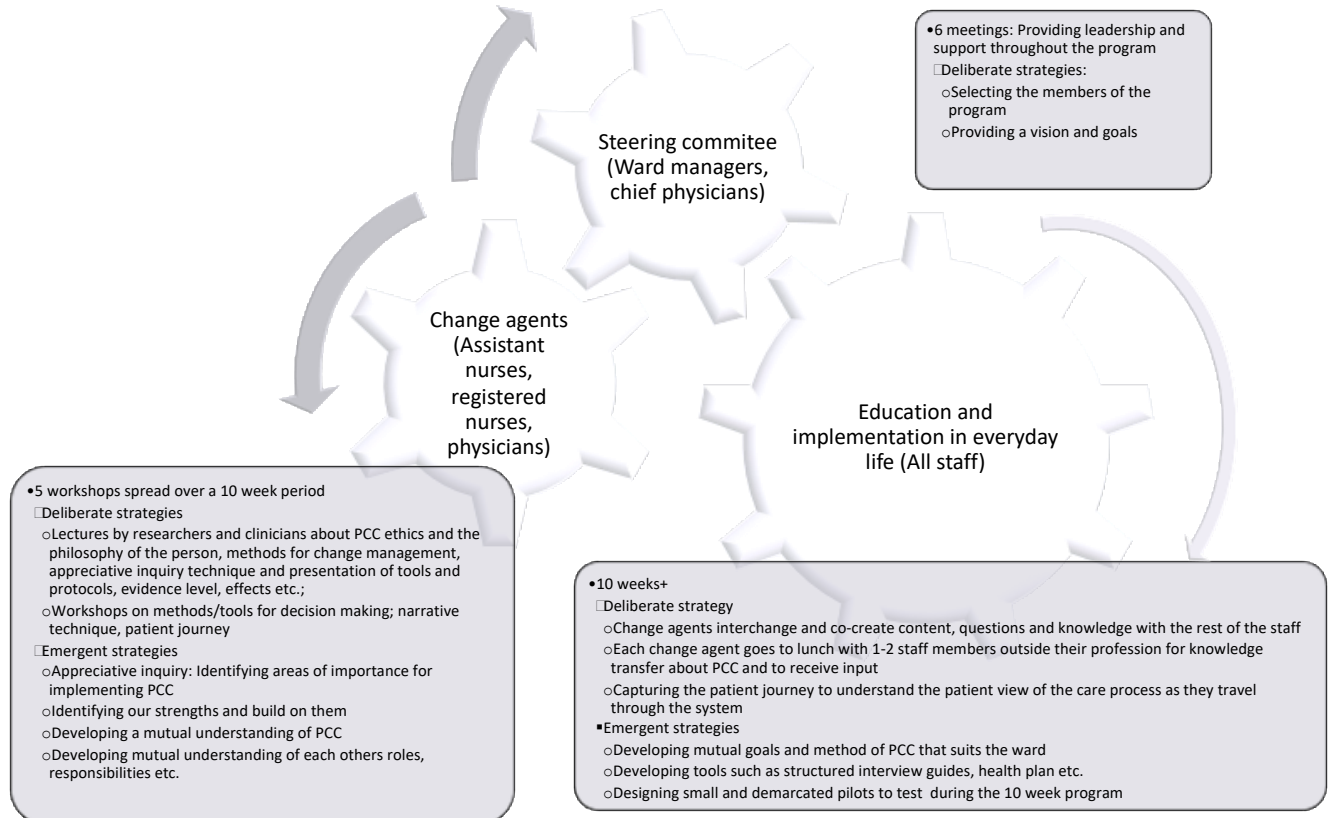 •6 meetings: Providing leadership and
support throughout the program
□Deliberate strategies:
oSelecting the members of the
program
oProviding a vision and goals
Steering commitee
(Ward managers,
chief physicians)
Change agents
(Assistant
nurses,
registered
nurses,
physicians)
Education and
implementation in everyday
life (All staff)
•5 workshops spread over a 10 week period
□Deliberate strategies
oLectures by researchers and clinicians about PCC ethics and the
philosophy of the person, methods for change management,
appreciative inquiry technique and presentation of tools and
protocols, evidence level, effects etc.;
oWorkshops on methods/tools for decision making; narrative
technique, patient journey
□Emergent strategies
oAppreciative inquiry: Identifying areas of importance for
implementing PCC
oIdentifying our strengths and build on them
oDeveloping a mutual understanding of PCC
oDeveloping mutual understanding of each others roles,
responsibilities etc.
•10 weeks+
□Deliberate strategy
oChange agents interchange and co-create content, questions and knowledge with the rest of the staff
oEach change agent goes to lunch with 1-2 staff members outside their profession for knowledge
transfer about PCC and to receive input
oCapturing the patient journey to understand the patient view of the care process as they travel
through the system
▪Emergent strategies
oDeveloping mutual goals and method of PCC that suits the ward
oDeveloping tools such as structured interview guides, health plan etc.
oDesigning small and demarcated pilots to test during the 10 week program